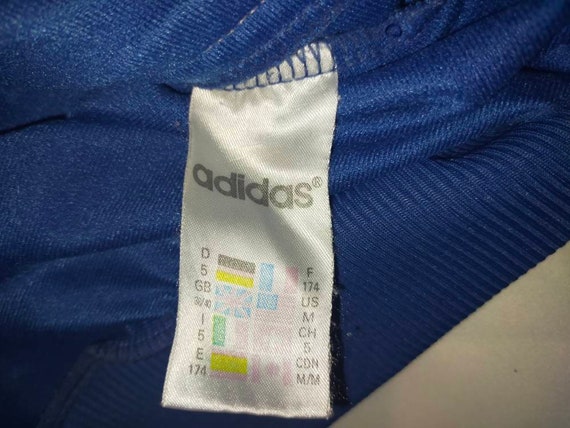 adidas®
D F
5 174
GB US
38/40 M
I CH
5 5
E CDN
174 M/M